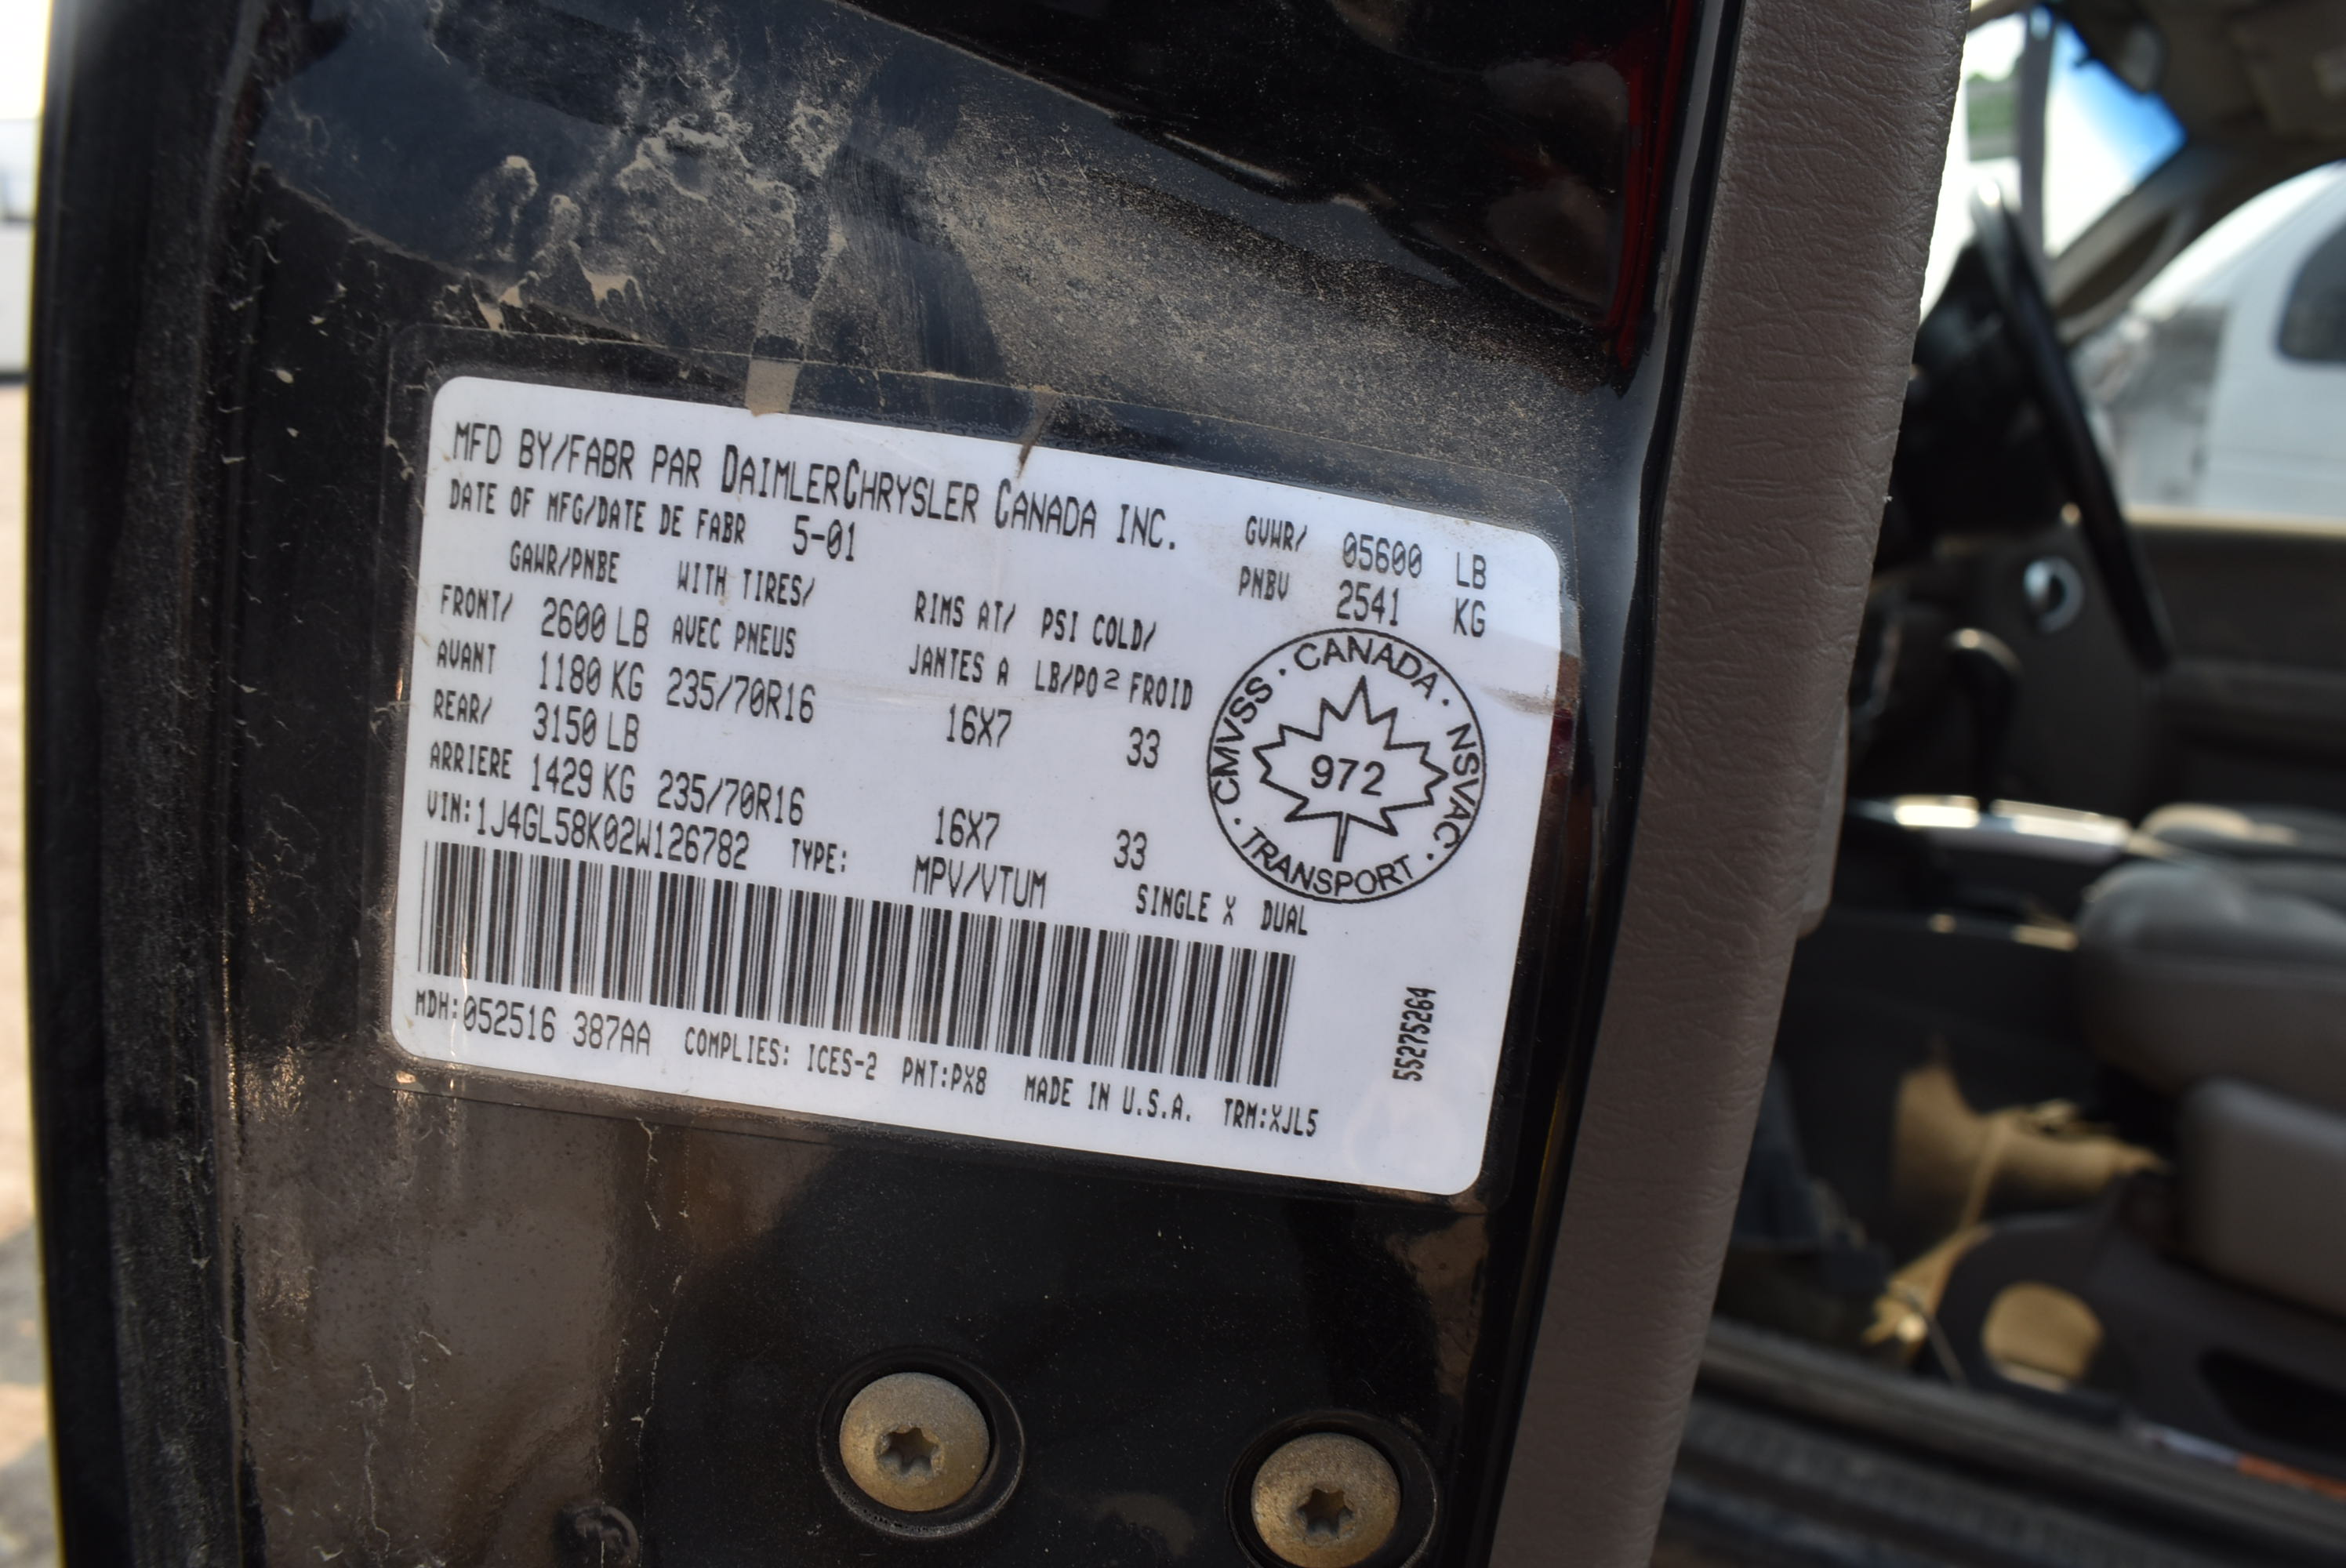 MFD BY/FABR PAR DAIMLERCHRYSLER CANADA INC.
DATE OF MFG/DATE DE FABR 5-01 GVWR/ 05600 LB
PNBV 2541 KG
GAWR/PNBE WITH TIRES/ RIMS AT/ PSI COLD/
FRONT/ 2600 LB AVEC PNEUS JANTES A LB/PO² FROID
AVANT 1180 KG 235/70R16 16X7 33
REAR/ 3150 LB
ARRIERE 1429 KG 235/70R16 16X7 33
VIN:1J4GL58K02W126782 TYPE: MPV/VTUM SINGLE X DUAL
CMVSS · CANADA · NSVAC · TRANSPORT ·
972
MDH:052516 387AA COMPLIES: ICES-2 PNT:PX8 MADE IN U.S.A. TRM:XJL5
55275264